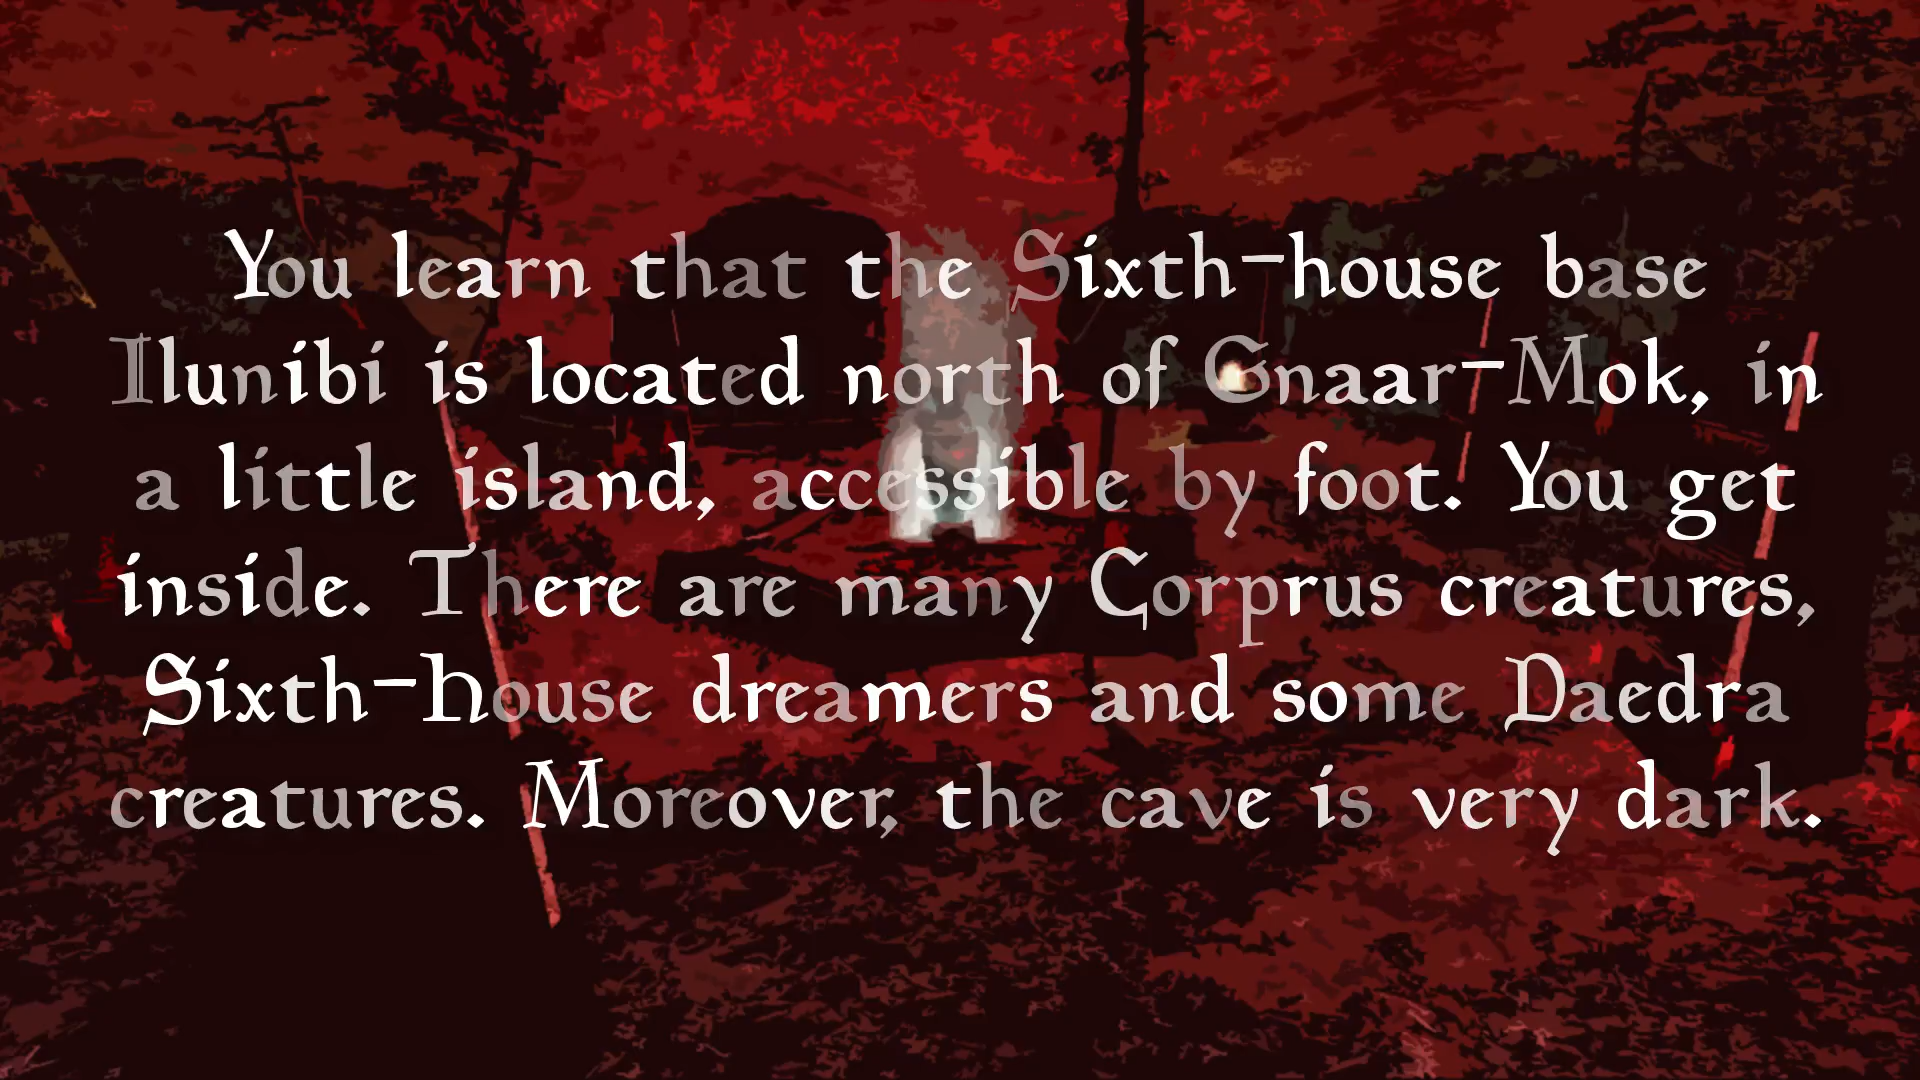 You learn that the Sixth-house base
Ilunibi is located north of Gnaar-Mok, in
a little island, accessible by foot. You get
inside. There are many Corprus creatures,
Sixth-House dreamers and some Daedra
creatures. Moreover, the cave is very dark.